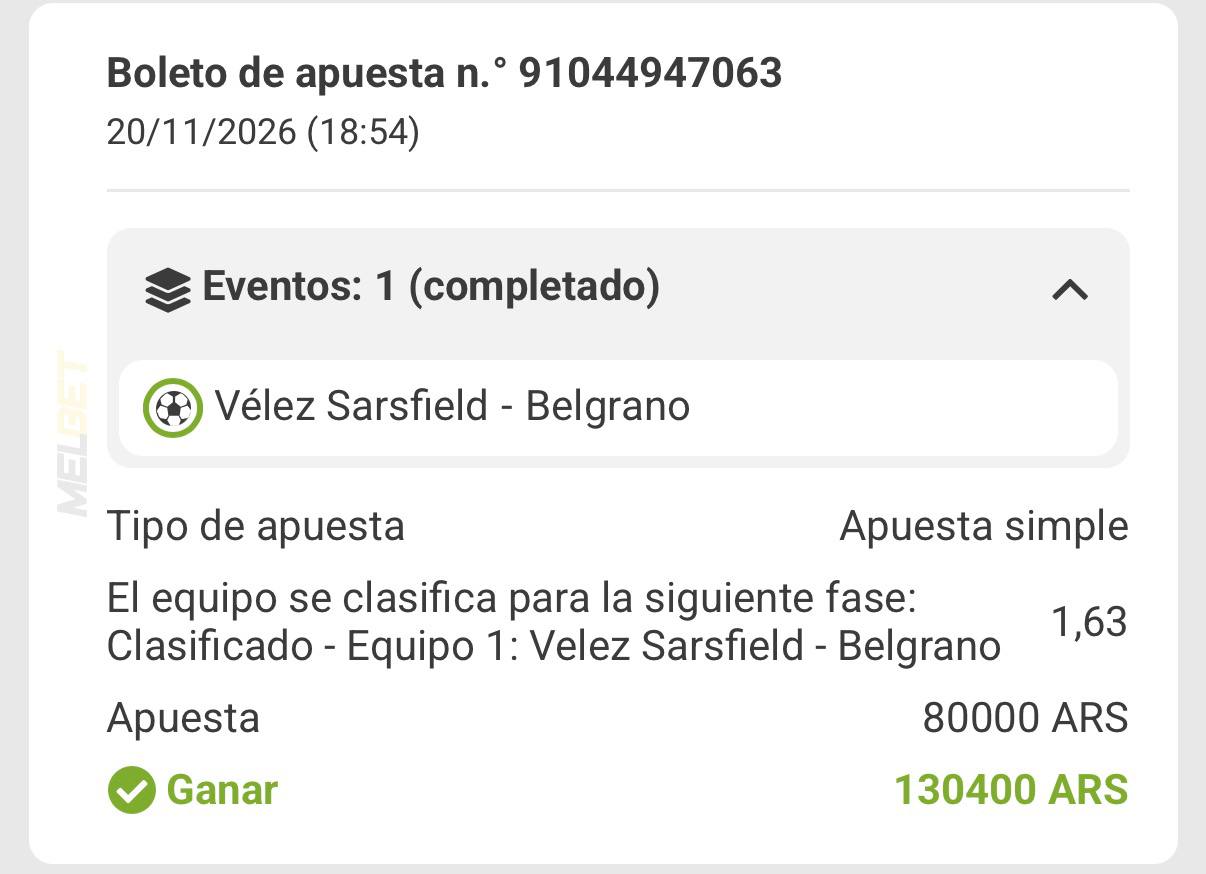 Boleto de apuesta n.° 91044947063
20/11/2026 (18:54)
Eventos: 1 (completado)
Vélez Sarsfield - Belgrano
MELBET
Tipo de apuesta Apuesta simple
El equipo se clasifica para la siguiente fase:
Clasificado - Equipo 1: Velez Sarsfield - Belgrano 1,63
Apuesta 80000 ARS
Ganar 130400 ARS